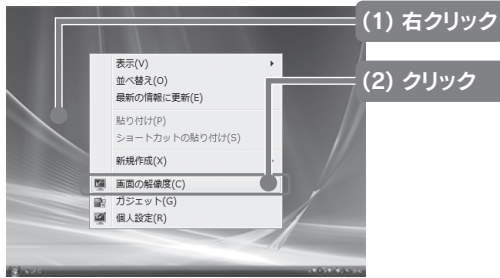 (1) 右クリック
表示(V)
並べ替え(O)
(2) クリック
最新の情報に更新(E)
貼り付け(P)
ショートカットの貼り付け(S)
新規作成(X)
画面の解像度(C)
ガジェット(G)
個人設定(R)